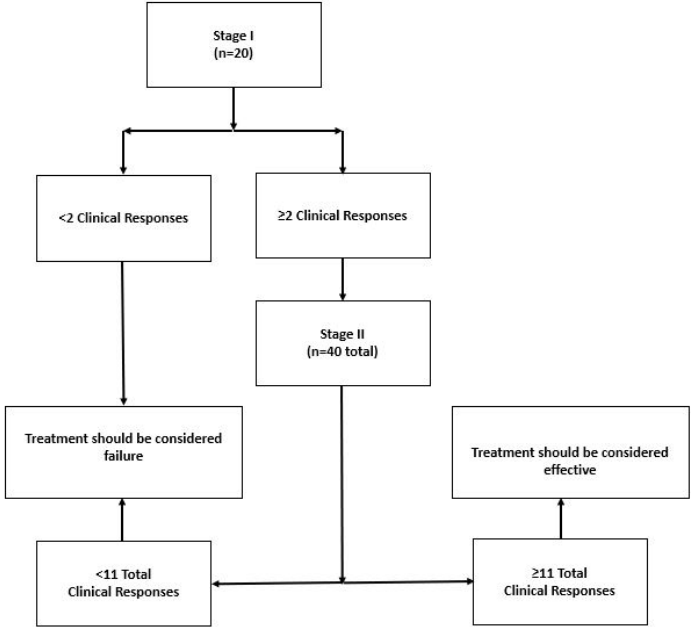 Stage I
(n=20)
<2 Clinical Responses
≥2 Clinical Responses
Stage II
(n=40 total)
Treatment should be considered
failure
Treatment should be considered
effective
<11 Total
Clinical Responses
≥11 Total
Clinical Responses